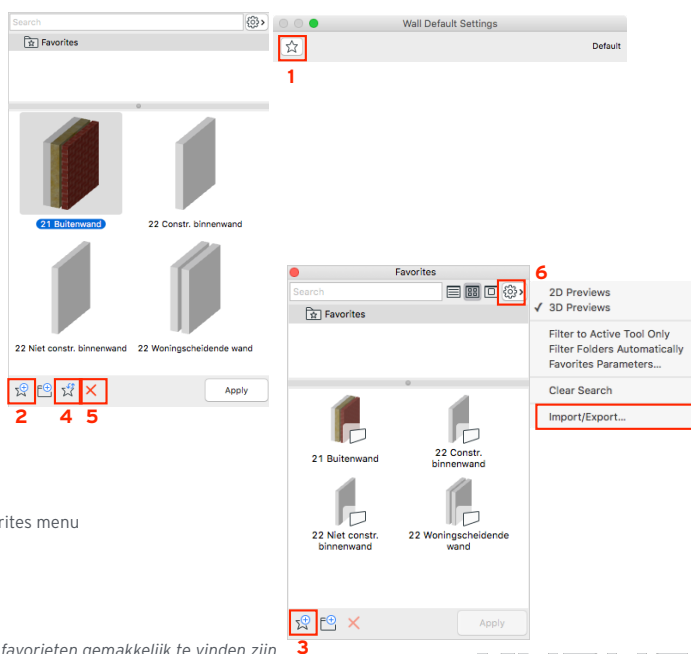 Search
Favorites
21 Buitenwand
22 Constr. binnenwand
22 Niet constr. binnenwand
22 Woningscheidende wand
Apply
2
4
5
Wall Default Settings
Default
1
Favorites
Search
Favorites
21 Buitenwand
22 Constr.
binnenwand
22 Niet constr.
binnenwand
22 Woningscheidende
wand
Apply
3
6
2D Previews
✓ 3D Previews
Filter to Active Tool Only
Filter Folders Automatically
Favorites Parameters...
Clear Search
Import/Export...
rites menu
favorieten gemakkelijk te vinden zijn